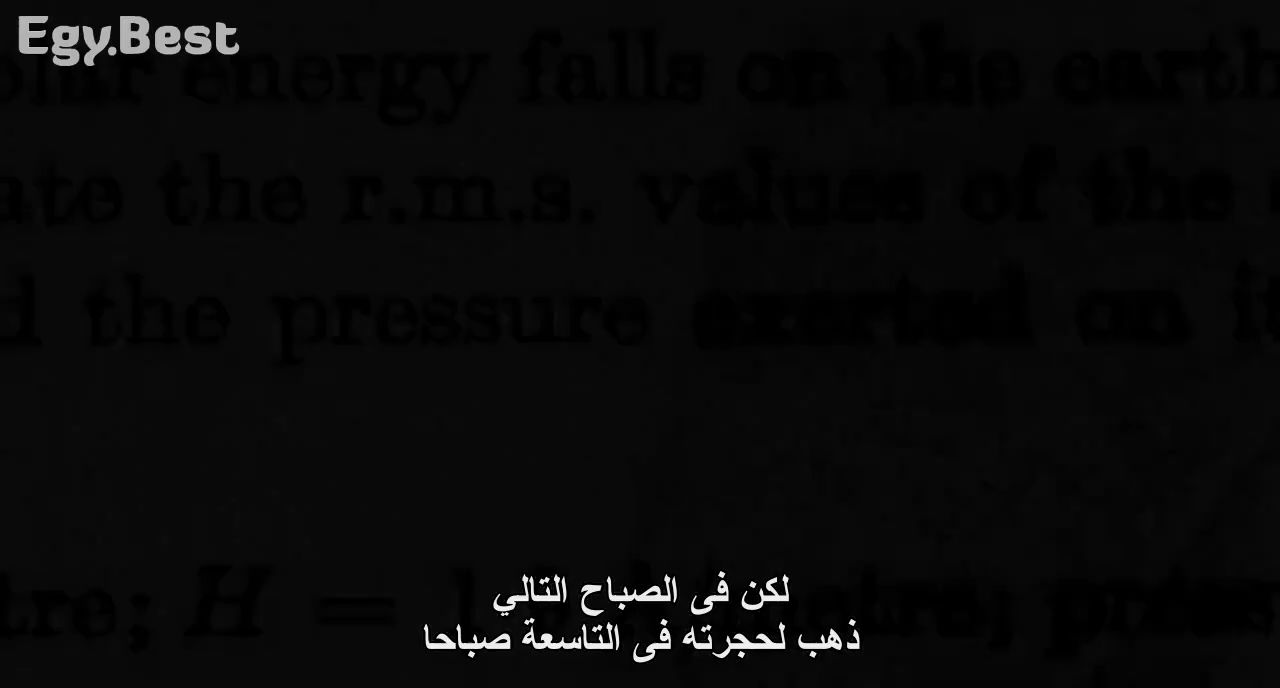 Egy.Best
olar energy falls on the earth
ate the r.m.s. values of the
d the pressure exerted on it
tre; H = 1
لكن فى الصباح التالي
ذهب لحجرته فى التاسعة صباحا